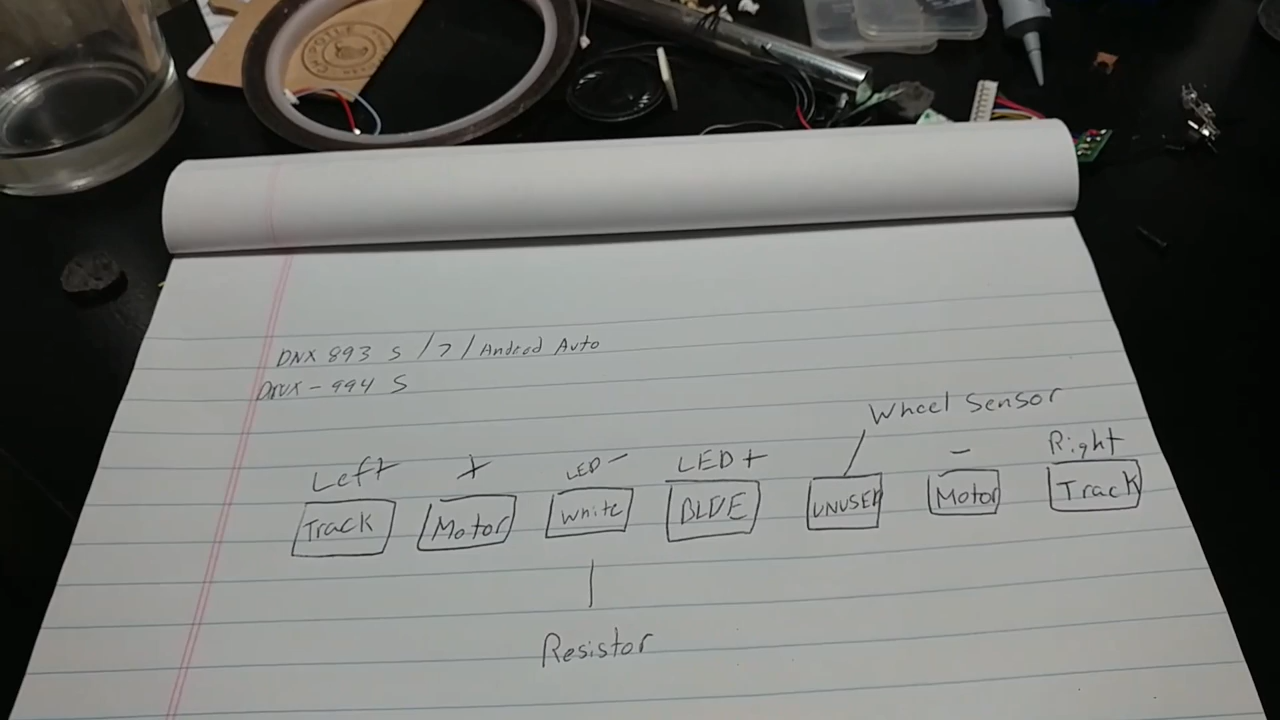 CHIPOTLE
DNX 893 S / 7 / Android Auto
DNX - 994 S
Wheel Sensor
Left + LED - LED + - Right
Track Motor White BLUE UNUSED Motor Track
Resistor